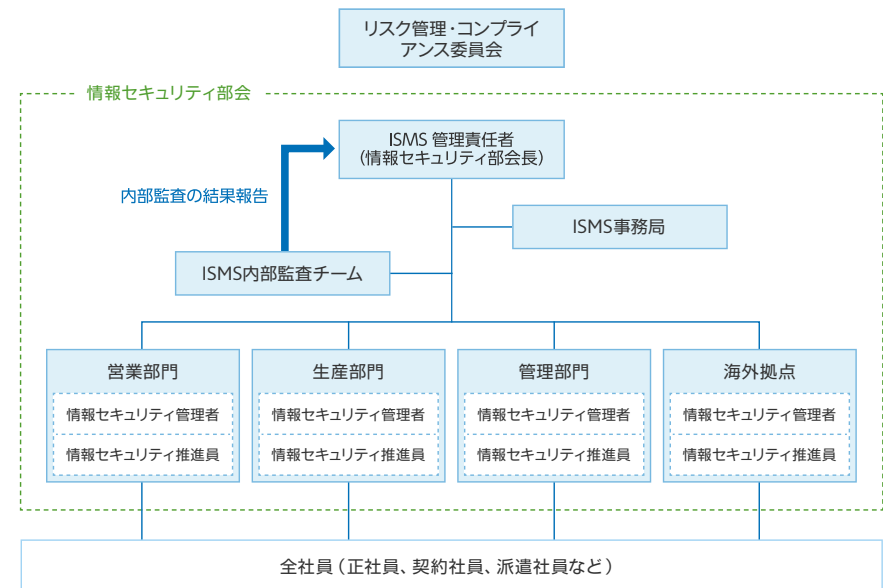 リスク管理・コンプライ
アンス委員会
情報セキュリティ部会
ISMS 管理責任者
（情報セキュリティ部会長）
内部監査の結果報告
ISMS事務局
ISMS内部監査チーム
営業部門
情報セキュリティ管理者
情報セキュリティ推進員
生産部門
情報セキュリティ管理者
情報セキュリティ推進員
管理部門
情報セキュリティ管理者
情報セキュリティ推進員
海外拠点
情報セキュリティ管理者
情報セキュリティ推進員
全社員（正社員、契約社員、派遣社員など）